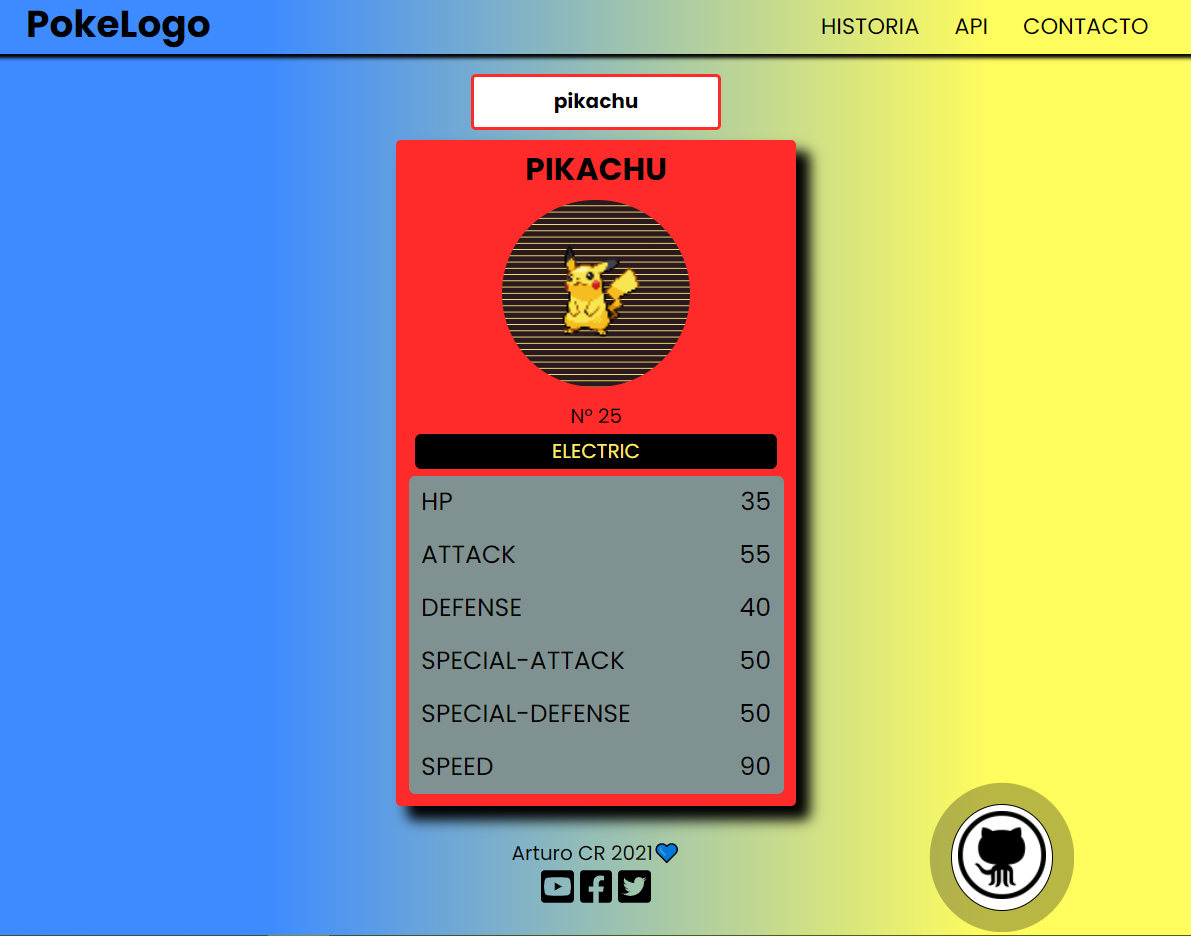 PokeLogo
HISTORIA API CONTACTO
pikachu
PIKACHU
Nº 25
ELECTRIC
HP 35
ATTACK 55
DEFENSE 40
SPECIAL-ATTACK 50
SPECIAL-DEFENSE 50
SPEED 90
Arturo CR 2021💙